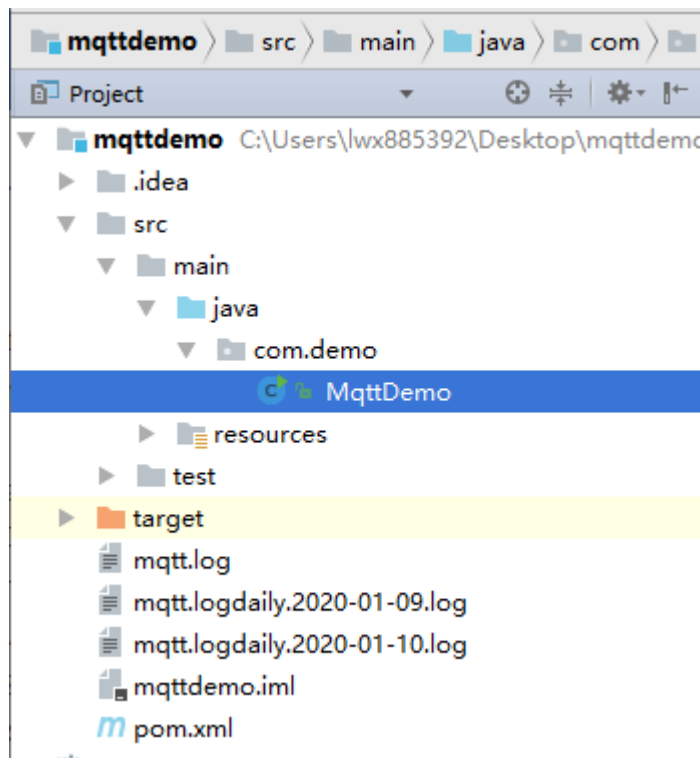 mqttdemo src main java com
Project
mqttdemo C:\Users\lwx885392\Desktop\mqttdemo
.idea
src
main
java
com.demo
MqttDemo
resources
test
target
mqtt.log
mqtt.logdaily.2020-01-09.log
mqtt.logdaily.2020-01-10.log
mqttdemo.iml
pom.xml